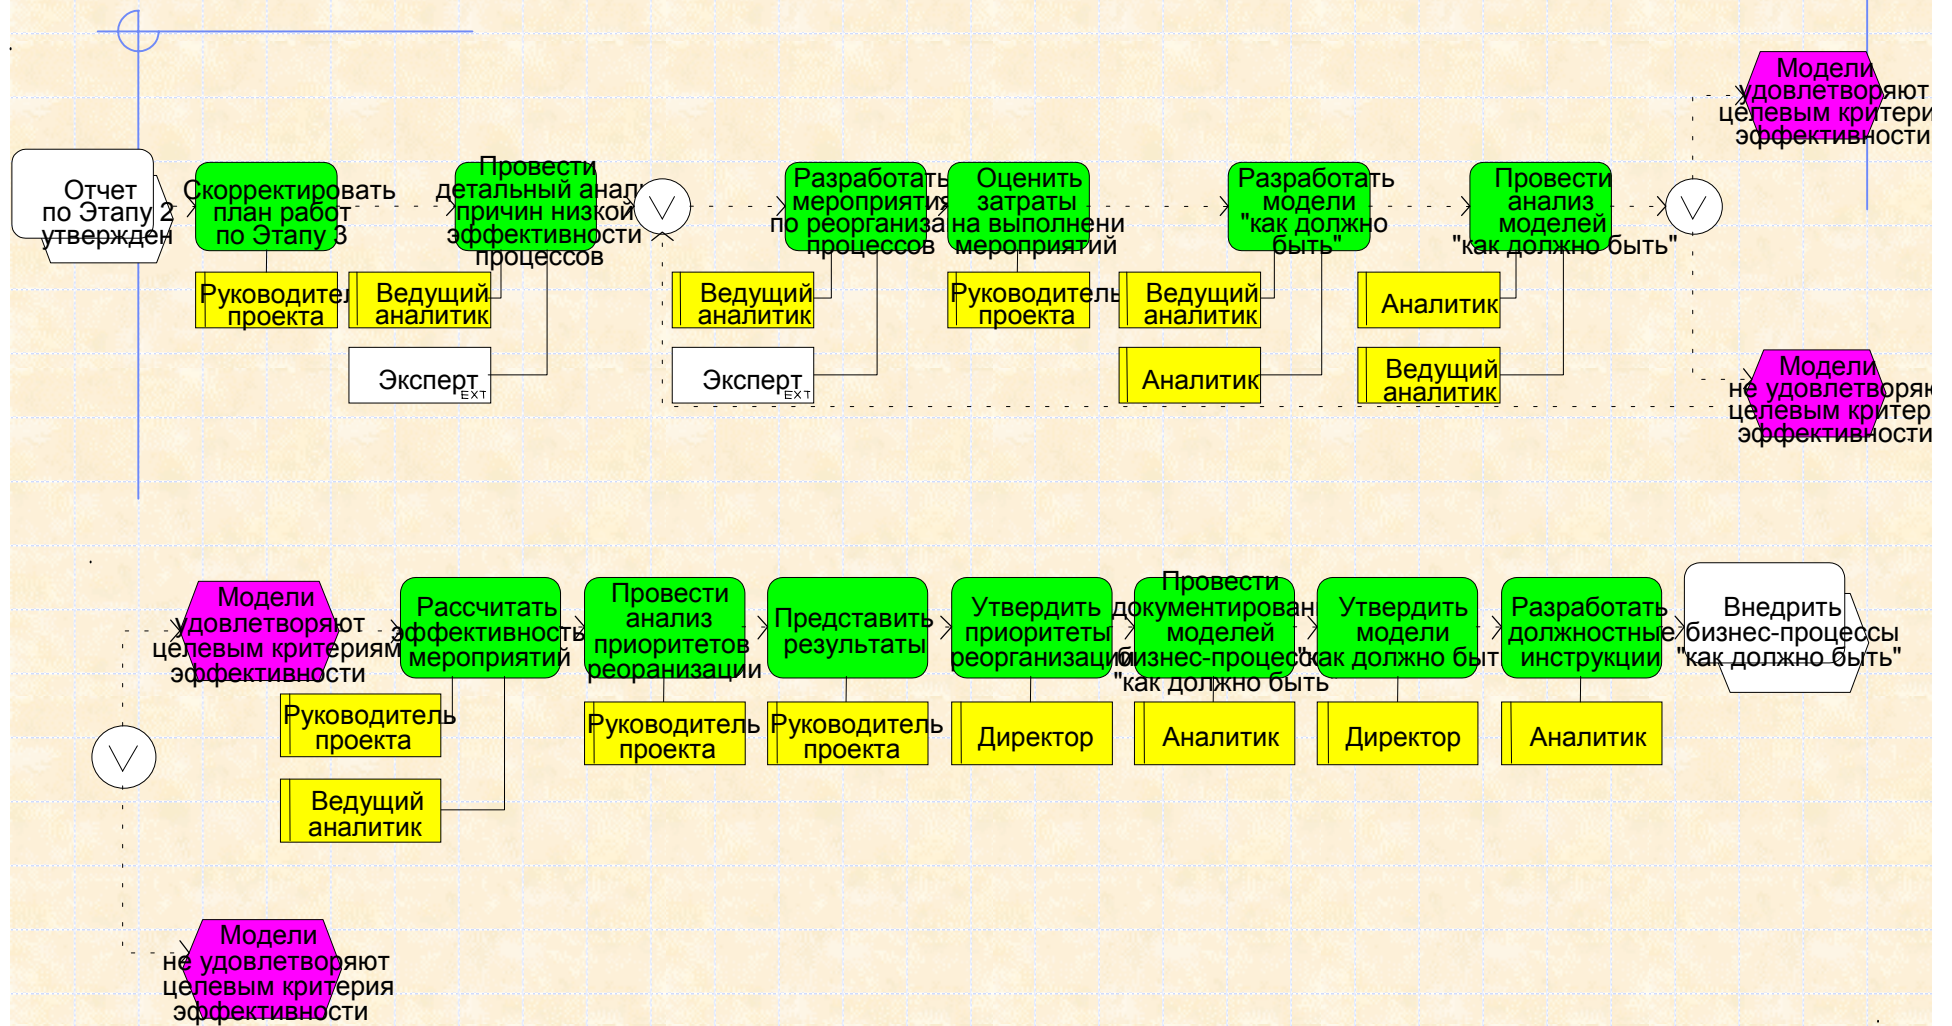 Отчет
по Этапу 2
утвержден
Скорректировать
план работ
по Этапу 3
Руководител
проекта
Провести
детальный анал
причин низкой
эффективности
процессов
Ведущий
аналитик
Эксперт
EXT
Разработать
мероприятия
по реорганиза
процессов
Ведущий
аналитик
Эксперт
EXT
Оценить
затраты
на выполнени
мероприятий
Руководитель
проекта
Разработать
модели
"как должно
быть"
Ведущий
аналитик
Аналитик
Провести
анализ
моделей
"как должно быть"
Аналитик
Ведущий
аналитик
Модели
удовлетворяют
целевым критери
эффективности
Модели
не удовлетворяю
целевым критер
эффективности
Модели
удовлетворяют
целевым критериям
эффективности
Рассчитать
эффективность
мероприятий
Руководитель
проекта
Ведущий
аналитик
Провести
анализ
приоритетов
реоранизации
Руководитель
проекта
Представить
результаты
Руководитель
проекта
Утвердить
приоритеты
реорганизации
Директор
Провести
документирован
моделей
бизнес-процессо
"как должно быть"
Аналитик
Утвердить
модели
"как должно быт
Директор
Разработать
должностные
инструкции
Аналитик
Внедрить
бизнес-процессы
"как должно быть"
Модели
не удовлетворяют
целевым критерия
эффективности